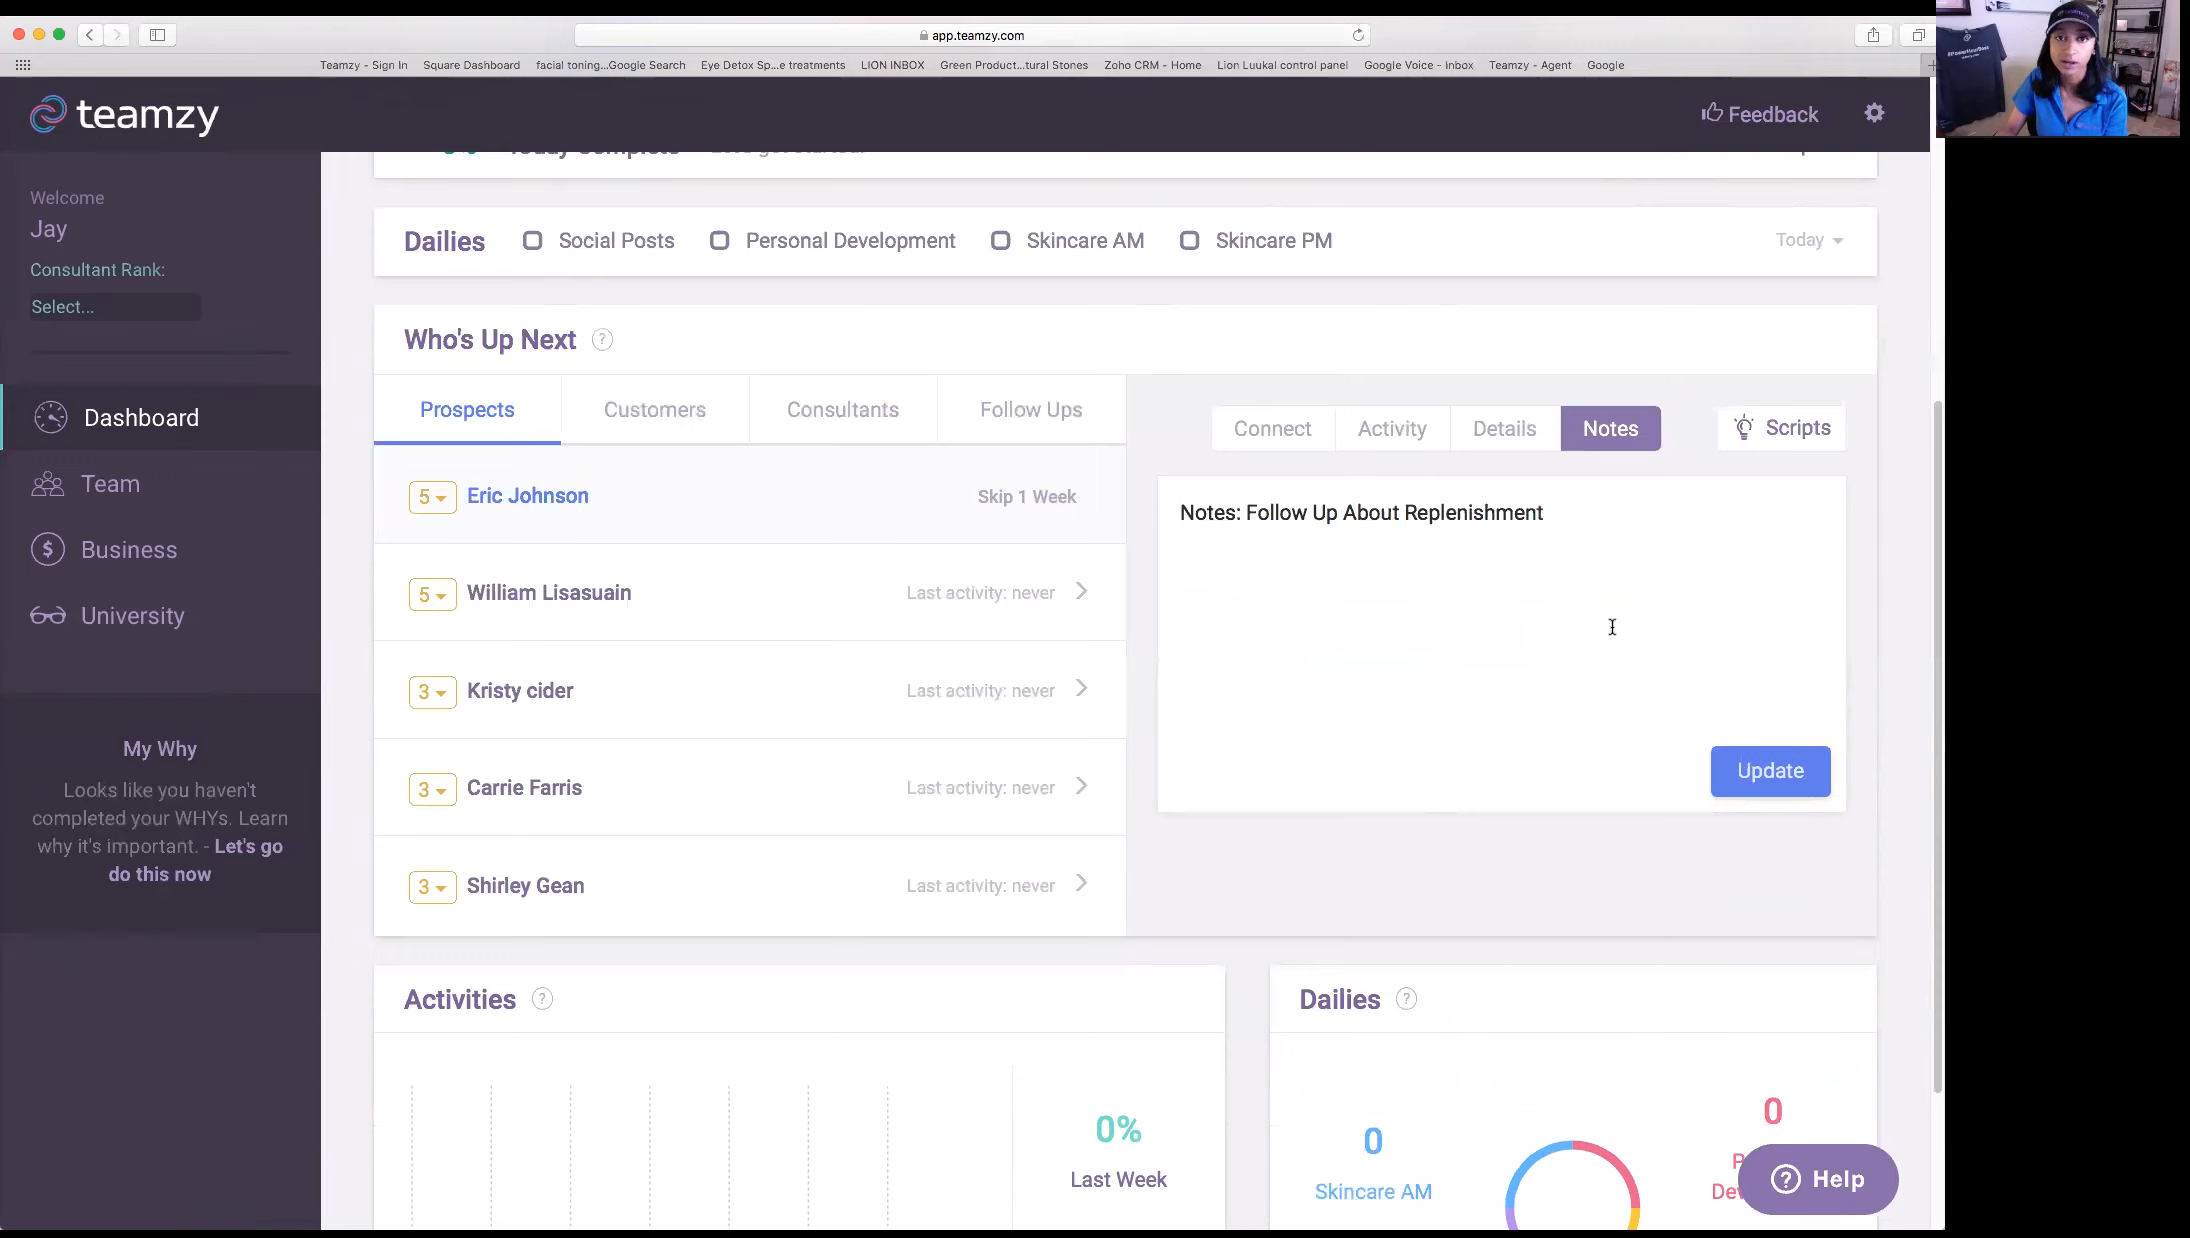 app.teamzy.com
Teamzy - Sign In Square Dashboard facial toning...Google Search Eye Detox Sp...e treatments LION INBOX Green Product...tural Stones Zoho CRM - Home Lion Luukal control panel Google Voice - Inbox Teamzy - Agent Google
teamzy
Feedback
Welcome
Jay
Consultant Rank:
Select...
Dashboard
Team
Business
University
My Why
Looks like you haven't
completed your WHYs. Learn
why it's important. - Let's go
do this now
Today Complete
Dailies Social Posts Personal Development Skincare AM Skincare PM Today
Who's Up Next ?
Prospects Customers Consultants Follow Ups
5 Eric Johnson Skip 1 Week
5 William Lisasuain Last activity: never
3 Kristy cider Last activity: never
3 Carrie Farris Last activity: never
3 Shirley Gean Last activity: never
Connect Activity Details Notes Scripts
Notes: Follow Up About Replenishment
Update
Activities ?
0%
Last Week
Dailies ?
0
Skincare AM
0
P
Dev
? Help